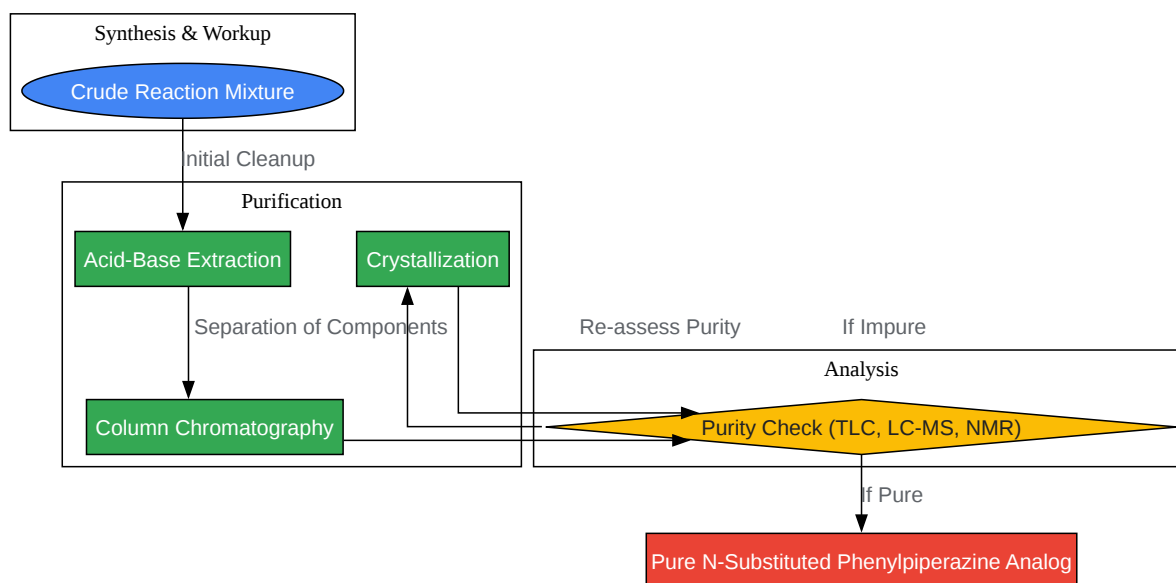 Synthesis & Workup
Crude Reaction Mixture
Initial Cleanup
Purification
Acid-Base Extraction
Crystallization
Separation of Components
Re-assess Purity
If Impure
Analysis
Column Chromatography
Purity Check (TLC, LC-MS, NMR)
If Pure
Pure N-Substituted Phenylpiperazine Analog